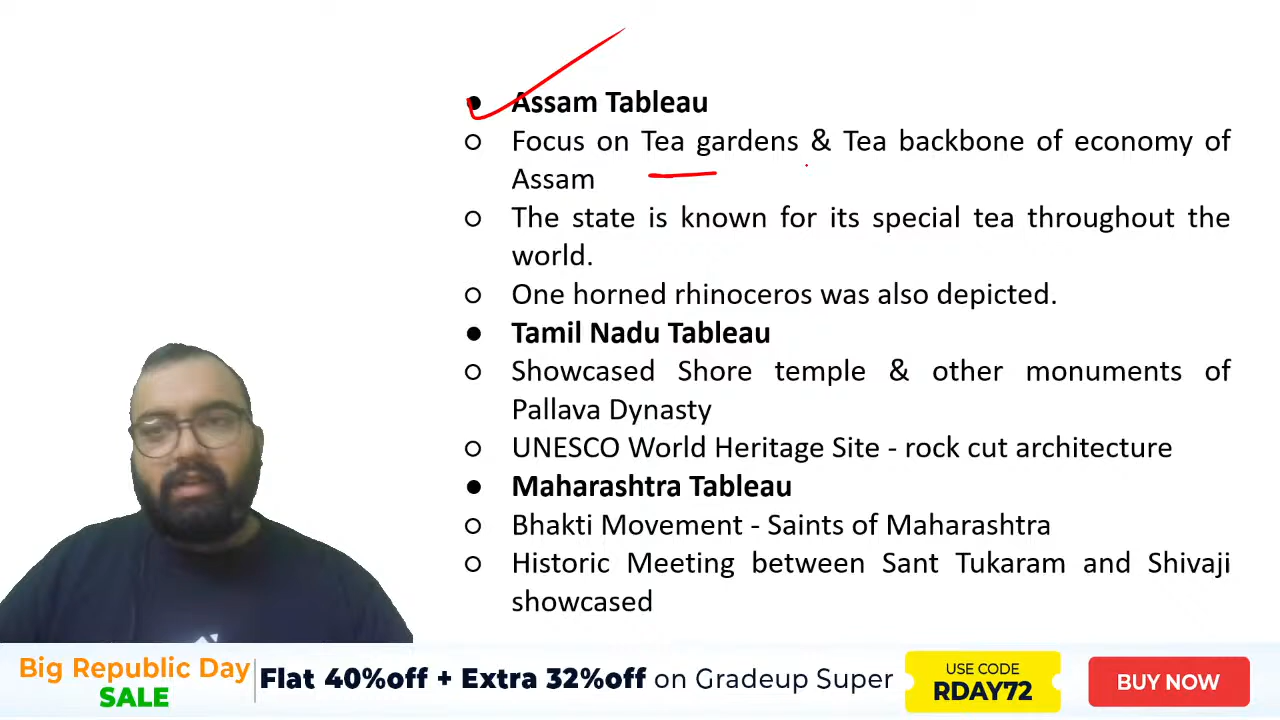 ● Assam Tableau
○ Focus on Tea gardens & Tea backbone of economy of
Assam
○ The state is known for its special tea throughout the
world.
○ One horned rhinoceros was also depicted.
● Tamil Nadu Tableau
○ Showcased Shore temple & other monuments of
Pallava Dynasty
○ UNESCO World Heritage Site - rock cut architecture
● Maharashtra Tableau
○ Bhakti Movement - Saints of Maharashtra
○ Historic Meeting between Sant Tukaram and Shivaji
showcased
Big Republic Day
SALE
Flat 40%off + Extra 32%off on Gradeup Super
USE CODE
RDAY72
BUY NOW